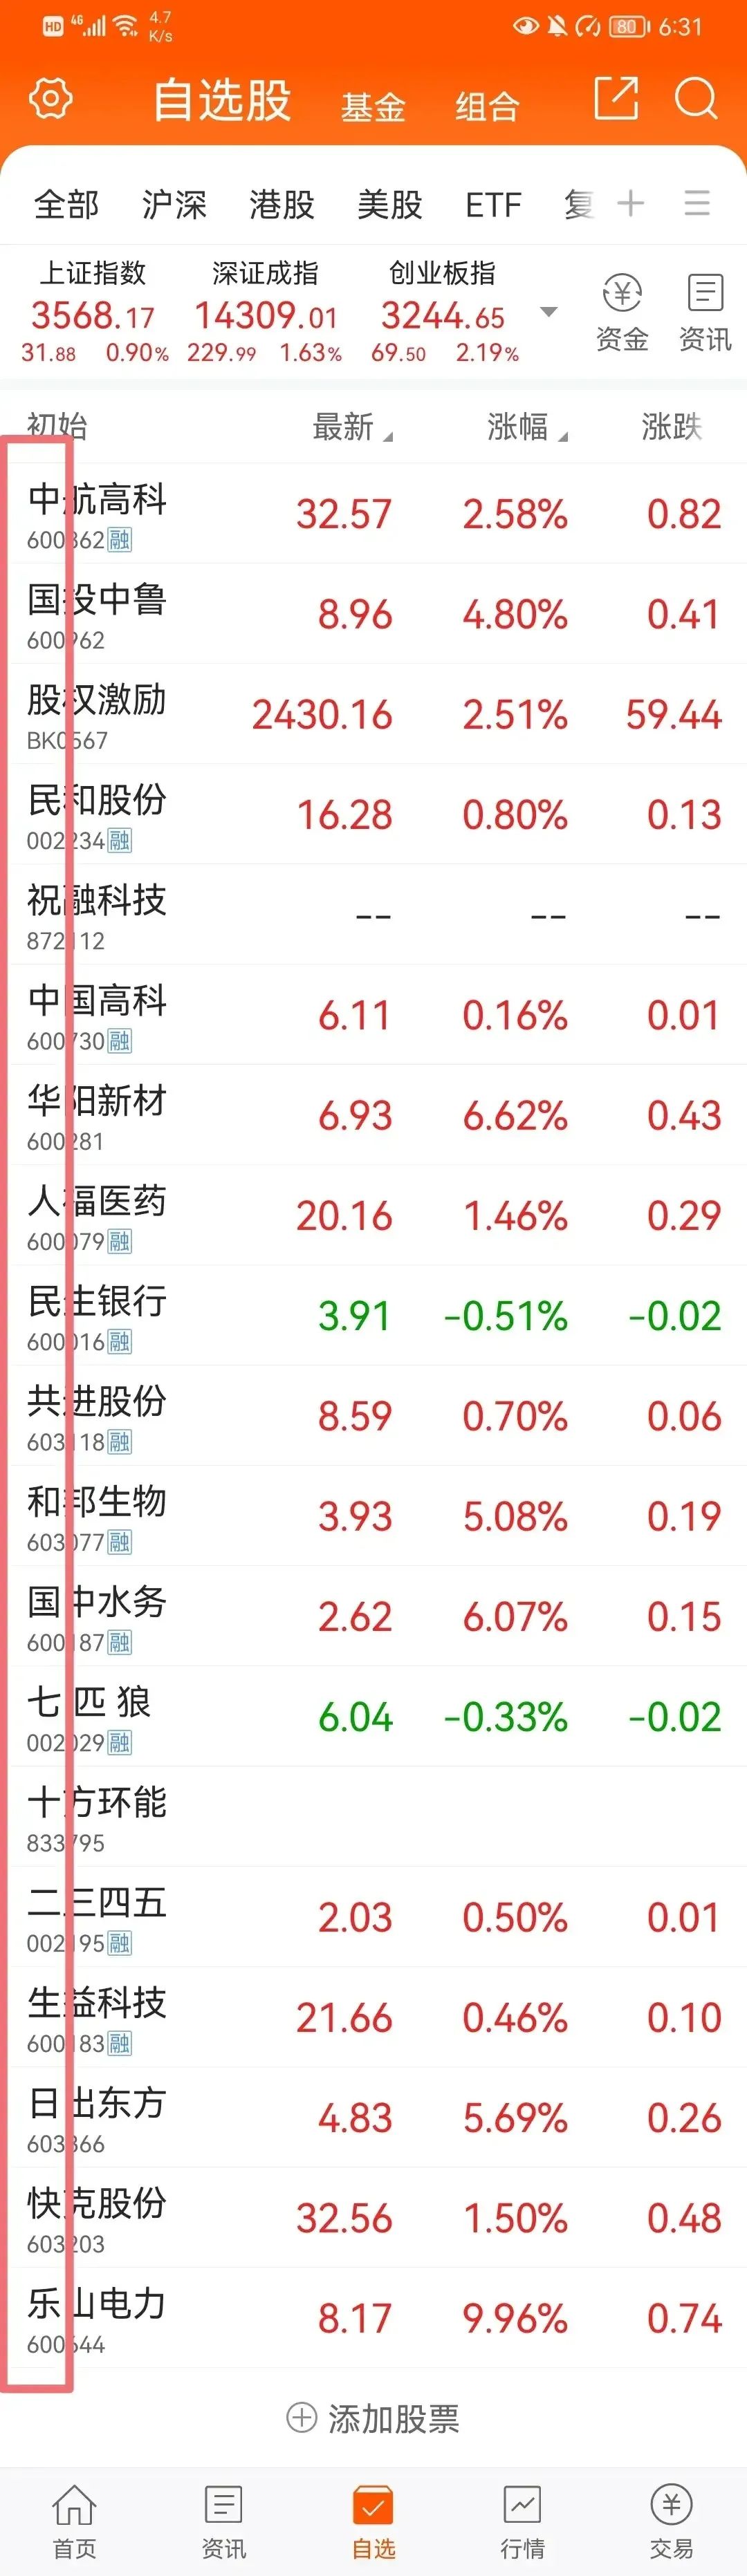 HD 4G 4.7 K/s 80 6:31
自选股 基金 组合
全部 沪深 港股 美股 ETF
上证指数 深证成指 创业板指
3568.17 14309.01 3244.65
31.88 0.90% 229.99 1.63% 69.50 2.19%
资金 资讯
初始 最新 涨幅 涨跌
中航高科 32.57 2.58% 0.82
600862 融
国投中鲁 8.96 4.80% 0.41
600962
股权激励 2430.16 2.51% 59.44
BK0567
民和股份 16.28 0.80% 0.13
002234 融
祝融科技 -- -- --
872112
中国高科 6.11 0.16% 0.01
600730 融
华阳新材 6.93 6.62% 0.43
600281
人福医药 20.16 1.46% 0.29
600079 融
民生银行 3.91 -0.51% -0.02
600016 融
共进股份 8.59 0.70% 0.06
603118 融
和邦生物 3.93 5.08% 0.19
603077 融
国中水务 2.62 6.07% 0.15
600187 融
七匹狼 6.04 -0.33% -0.02
002029 融
十方环能
833795
二三四五 2.03 0.50% 0.01
002195 融
生益科技 21.66 0.46% 0.10
600183 融
日出东方 4.83 5.69% 0.26
603366
快克股份 32.56 1.50% 0.48
603203
乐山电力 8.17 9.96% 0.74
600644
添加股票
首页 资讯 自选 行情 交易